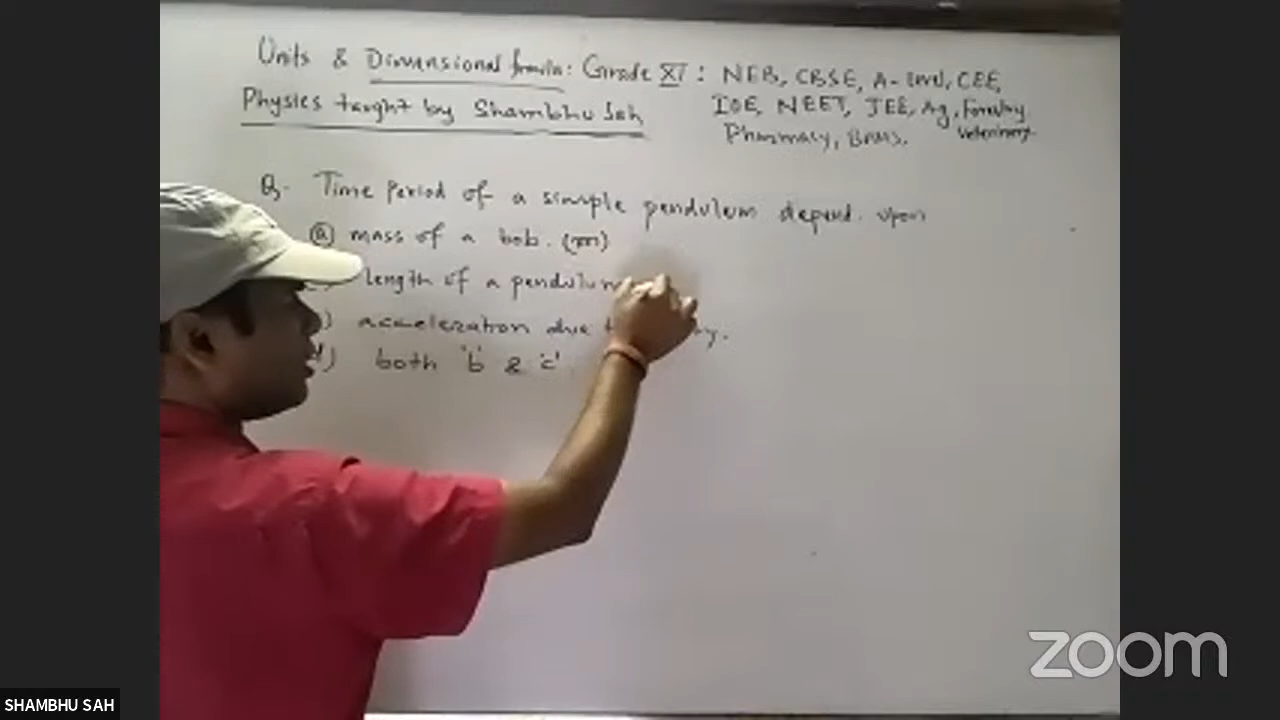 Units & Dimensional formula: Grade XI: NEB, CBSE, A-level, CEE,
IOE, NEET, JEE, Ag, Forestry
Veterinary.
Pharmacy, BAMS.
Physics taught by Shambhu Sah
Q. Time Period of a simple pendulum depend upon
(a) mass of a bob. (m)
length of a pendulum
acceleration due
both 'b' & 'c'
zoom
SHAMBHU SAH